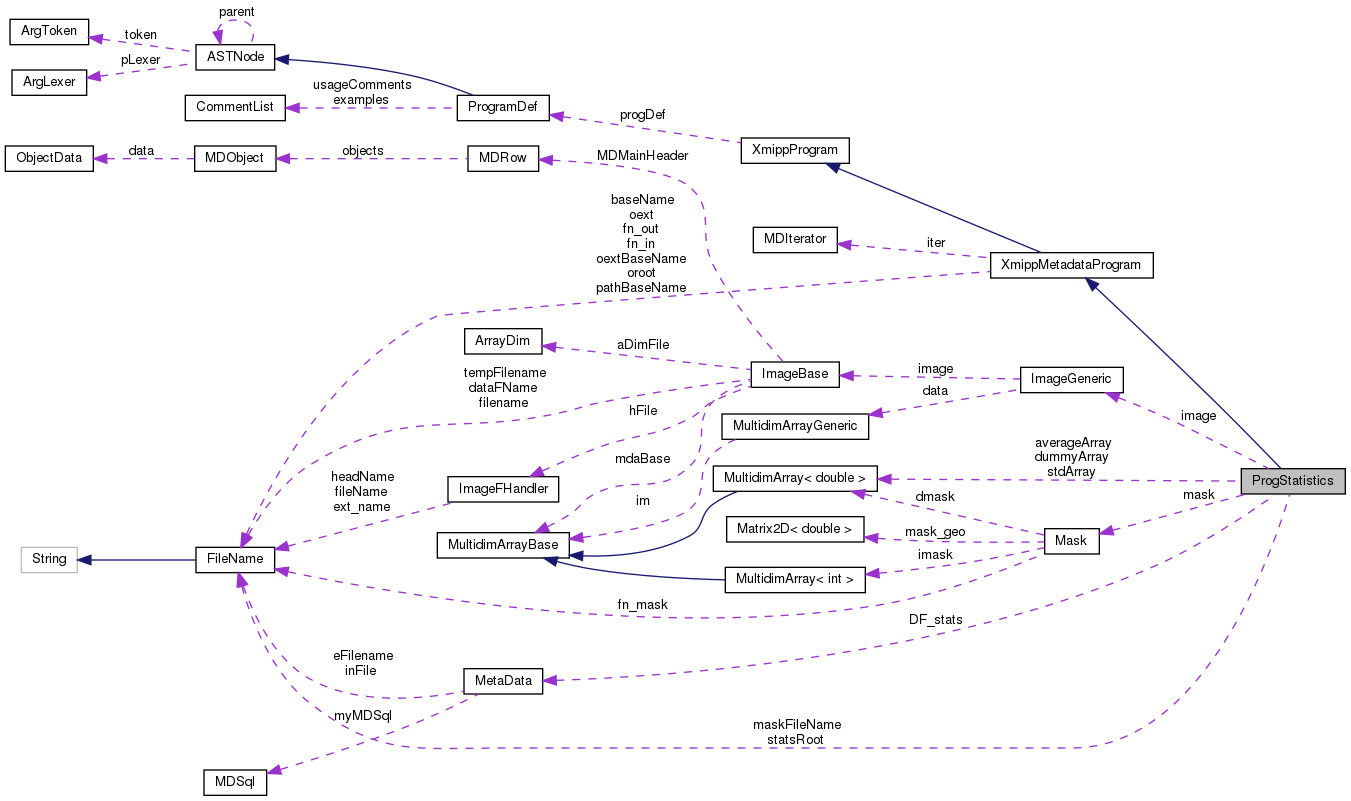 parent
ArgToken
token
ASTNode
pLexer
ArgLexer
usageComments
examples
CommentList
ProgramDef
progDef
XmippProgram
ObjectData
data
MDObject
objects
MDRow
MDMainHeader
baseName
oext
fn_out
fn_in
oextBaseName
oroot
pathBaseName
MDIterator
iter
XmippMetadataProgram
ArrayDim
aDimFile
ImageBase
image
ImageGeneric
tempFilename
dataFName
filename
hFile
data
MultidimArrayGeneric
image
averageArray
dummyArray
stdArray
mdaBase
MultidimArray< double >
ProgStatistics
headName
fileName
ext_name
ImageFHandler
im
dmask
mask
Matrix2D< double >
mask_geo
Mask
MultidimArrayBase
imask
String
FileName
MultidimArray< int >
fn_mask
DF_stats
eFilename
inFile
MetaData
myMDSql
maskFileName
statsRoot
MDSql